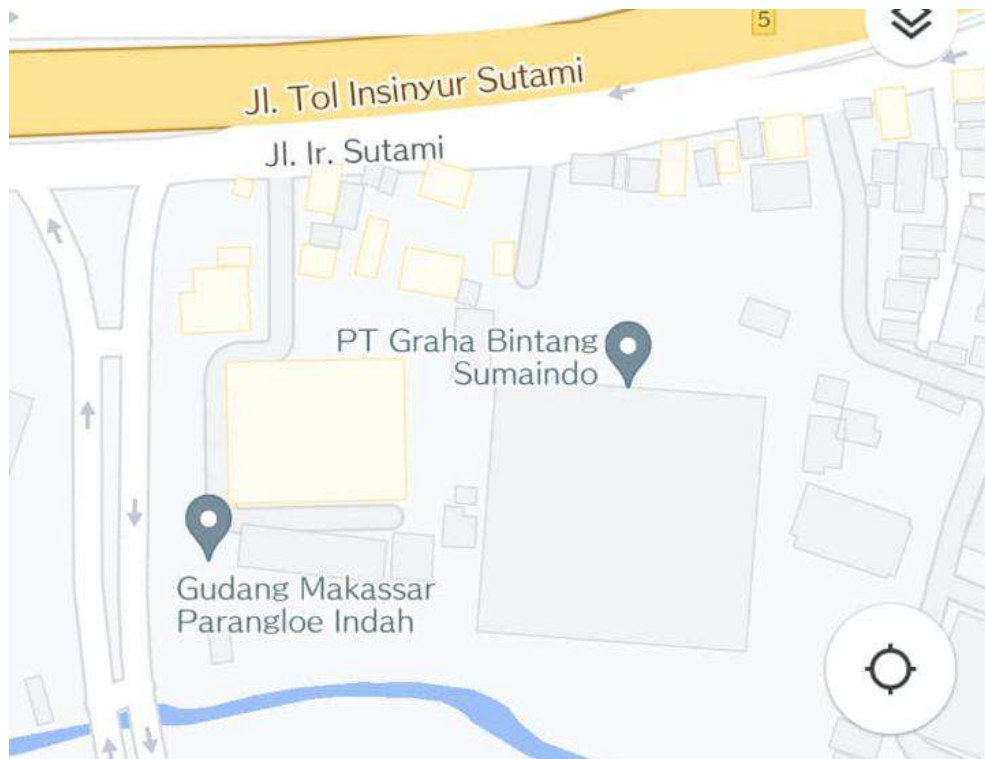 5
Jl. Tol Insinyur Sutami
Jl. Ir. Sutami
PT Graha Bintang
Sumaindo
Gudang Makassar
Parangloe Indah